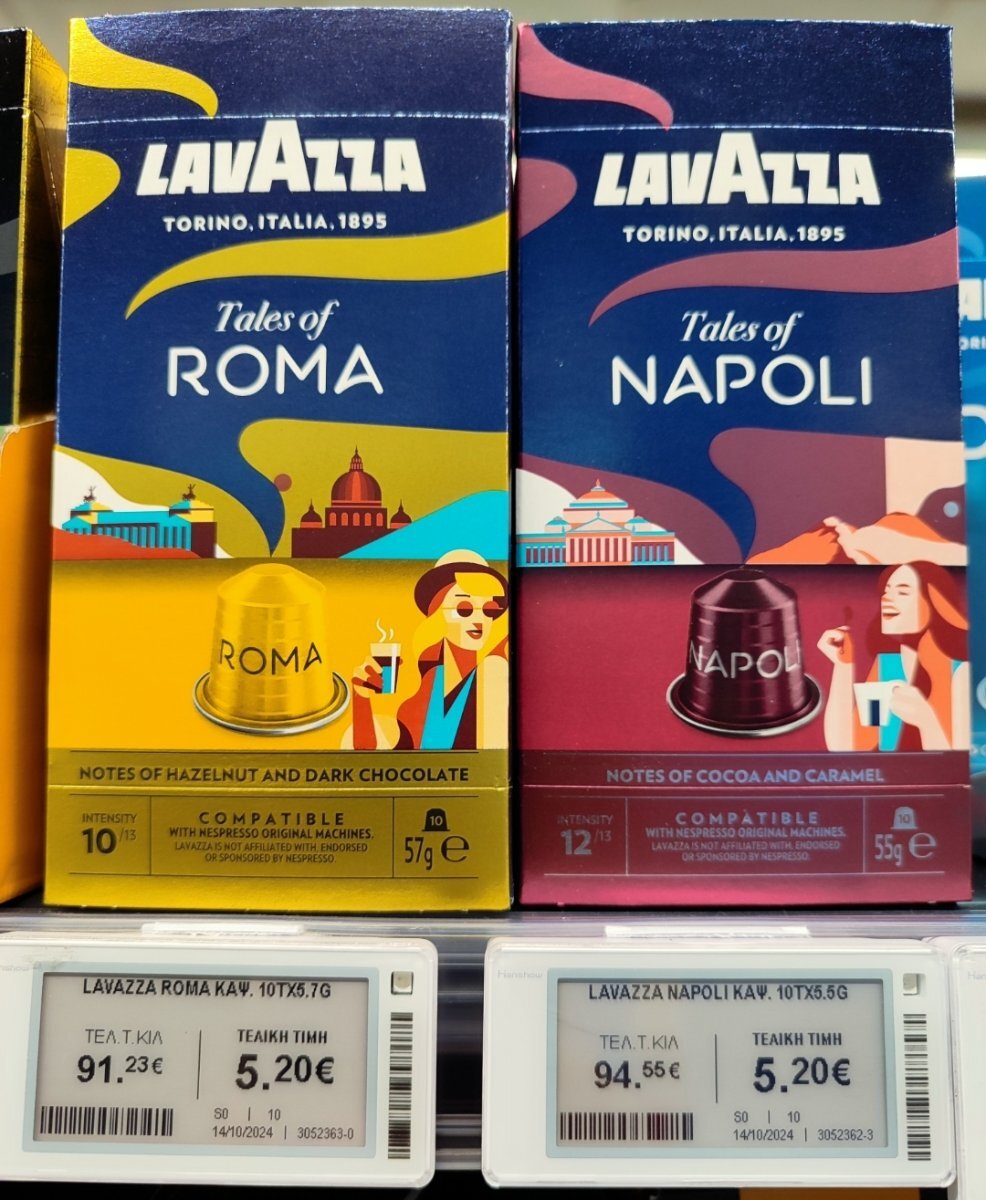 LAVAZZA
TORINO, ITALIA, 1895
Tales of
ROMA
ROMA
NOTES OF HAZELNUT AND DARK CHOCOLATE
INTENSITY
10/13
COMPATIBLE
WITH NESPRESSO ORIGINAL MACHINES.
LAVAZZA IS NOT AFFILIATED WITH, ENDORSED
OR SPONSORED BY NESPRESSO.
10
57g e
LAVAZZA
TORINO, ITALIA, 1895
Tales of
NAPOLI
NAPOLI
NOTES OF COCOA AND CARAMEL
INTENSITY
12/13
COMPATIBLE
WITH NESPRESSO ORIGINAL MACHINES.
LAVAZZA IS NOT AFFILIATED WITH, ENDORSED
OR SPONSORED BY NESPRESSO.
10
55g e
LAVAZZA ROMA ΚΑΨ. 10TX5.7G
ΤΕΛ.Τ.ΚΙΛ
91.23€
ΤΕΛΙΚΗ ΤΙΜΗ
5.20€
S0 | 10
14/10/2024 | 3052363-0
Hanshow
LAVAZZA NAPOLI ΚΑΨ. 10TX5.5G
ΤΕΛ.Τ.ΚΙΛ
94.55€
ΤΕΛΙΚΗ ΤΙΜΗ
5.20€
S0 | 10
14/10/2024 | 3052362-3